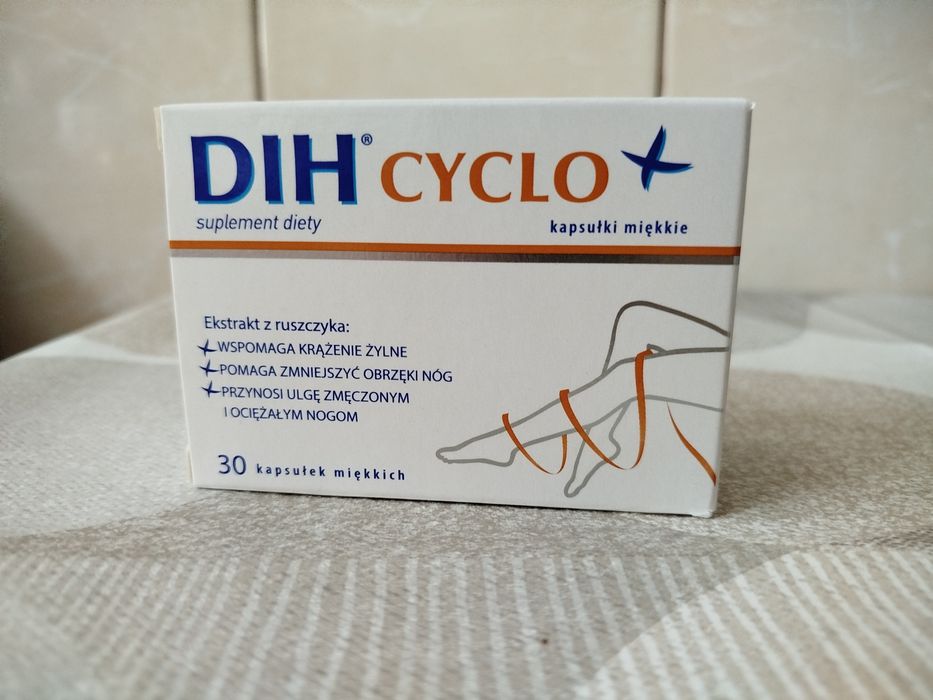 DIH® CYCLO
suplement diety
kapsułki miękkie
Ekstrakt z ruszczyka:
WSPOMAGA KRĄŻENIE ŻYLNE
POMAGA ZMNIEJSZYĆ OBRZĘKI NÓG
PRZYNOSI ULGĘ ZMĘCZONYM
I OCIĘŻAŁYM NOGOM
30 kapsułek miękkich